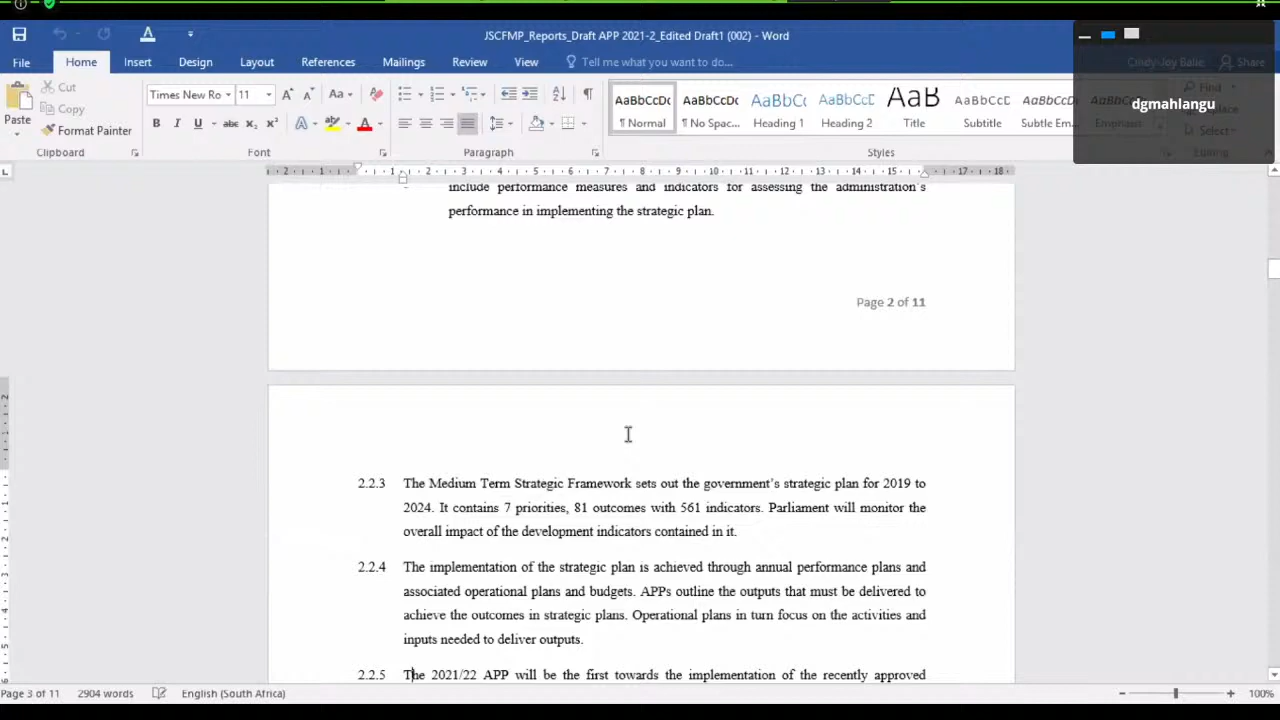 JSCFMP_Reports_Draft APP 2021-2_Edited Draft1 (002) - Word
File Home Insert Design Layout References Mailings Review View Tell me what you want to do... Cindy-Joy Balie Share
dgmahlangu
Paste
Cut
Copy
Format Painter
Times New Ro 11
AaBbCcDc AaBbCcDc AaBbC AaBbCcD AaB AaBbCcD
¶ Normal ¶ No Spac... Heading 1 Heading 2 Title Subtitle Subtle Em... Emphasis
Find
Select
Clipboard Font Paragraph Styles Editing
include performance measures and indicators for assessing the administration's
performance in implementing the strategic plan.
Page 2 of 11
2.2.3 The Medium Term Strategic Framework sets out the government's strategic plan for 2019 to
2024. It contains 7 priorities, 81 outcomes with 561 indicators. Parliament will monitor the
overall impact of the development indicators contained in it.
2.2.4 The implementation of the strategic plan is achieved through annual performance plans and
associated operational plans and budgets. APPs outline the outputs that must be delivered to
achieve the outcomes in strategic plans. Operational plans in turn focus on the activities and
inputs needed to deliver outputs.
2.2.5 The 2021/22 APP will be the first towards the implementation of the recently approved
Page 3 of 11 2904 words English (South Africa) 100%